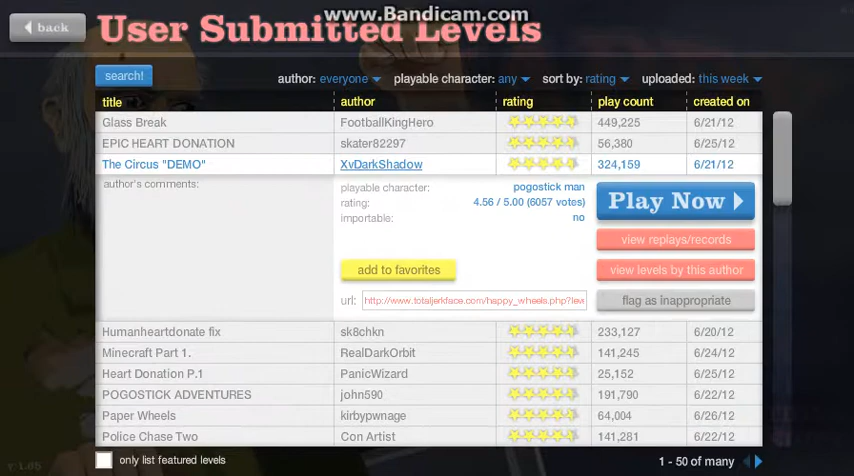 www.Bandicam.com
back
User Submitted Levels
search!
author: everyone playable character: any sort by: rating uploaded: this week
title author rating play count created on
Glass Break FootballKingHero 449,225 6/21/12
EPIC HEART DONATION skater82297 56,380 6/25/12
The Circus "DEMO" XvDarkShadow 324,159 6/21/12
author's comments:
playable character: pogostick man
rating: 4.56 / 5.00 (6057 votes)
importable: no
Play Now
view replays/records
add to favorites
view levels by this author
url: http://www.totaljerkface.com/happy_wheels.php?leve
flag as inappropriate
Humanheartdonate fix sk8chkn 233,127 6/20/12
Minecraft Part 1. RealDarkOrbit 141,245 6/24/12
Heart Donation P.1 PanicWizard 25,152 6/25/12
POGOSTICK ADVENTURES john590 191,790 6/22/12
Paper Wheels kirbypwnage 64,004 6/26/12
Police Chase Two Con Artist 141,281 6/22/12
only list featured levels
1 - 50 of many